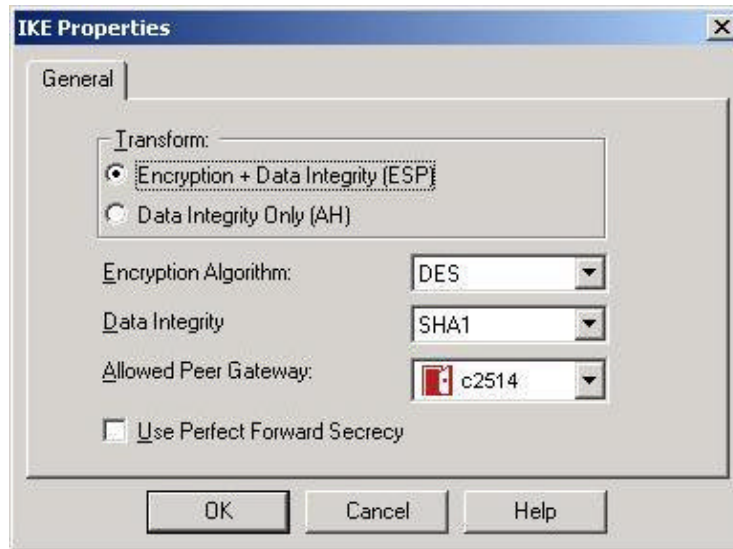 IKE Properties
General
Transform:
Encryption + Data Integrity (ESP)
Data Integrity Only (AH)
Encryption Algorithm: DES
Data Integrity SHA1
Allowed Peer Gateway: c2514
Use Perfect Forward Secrecy
OK Cancel Help